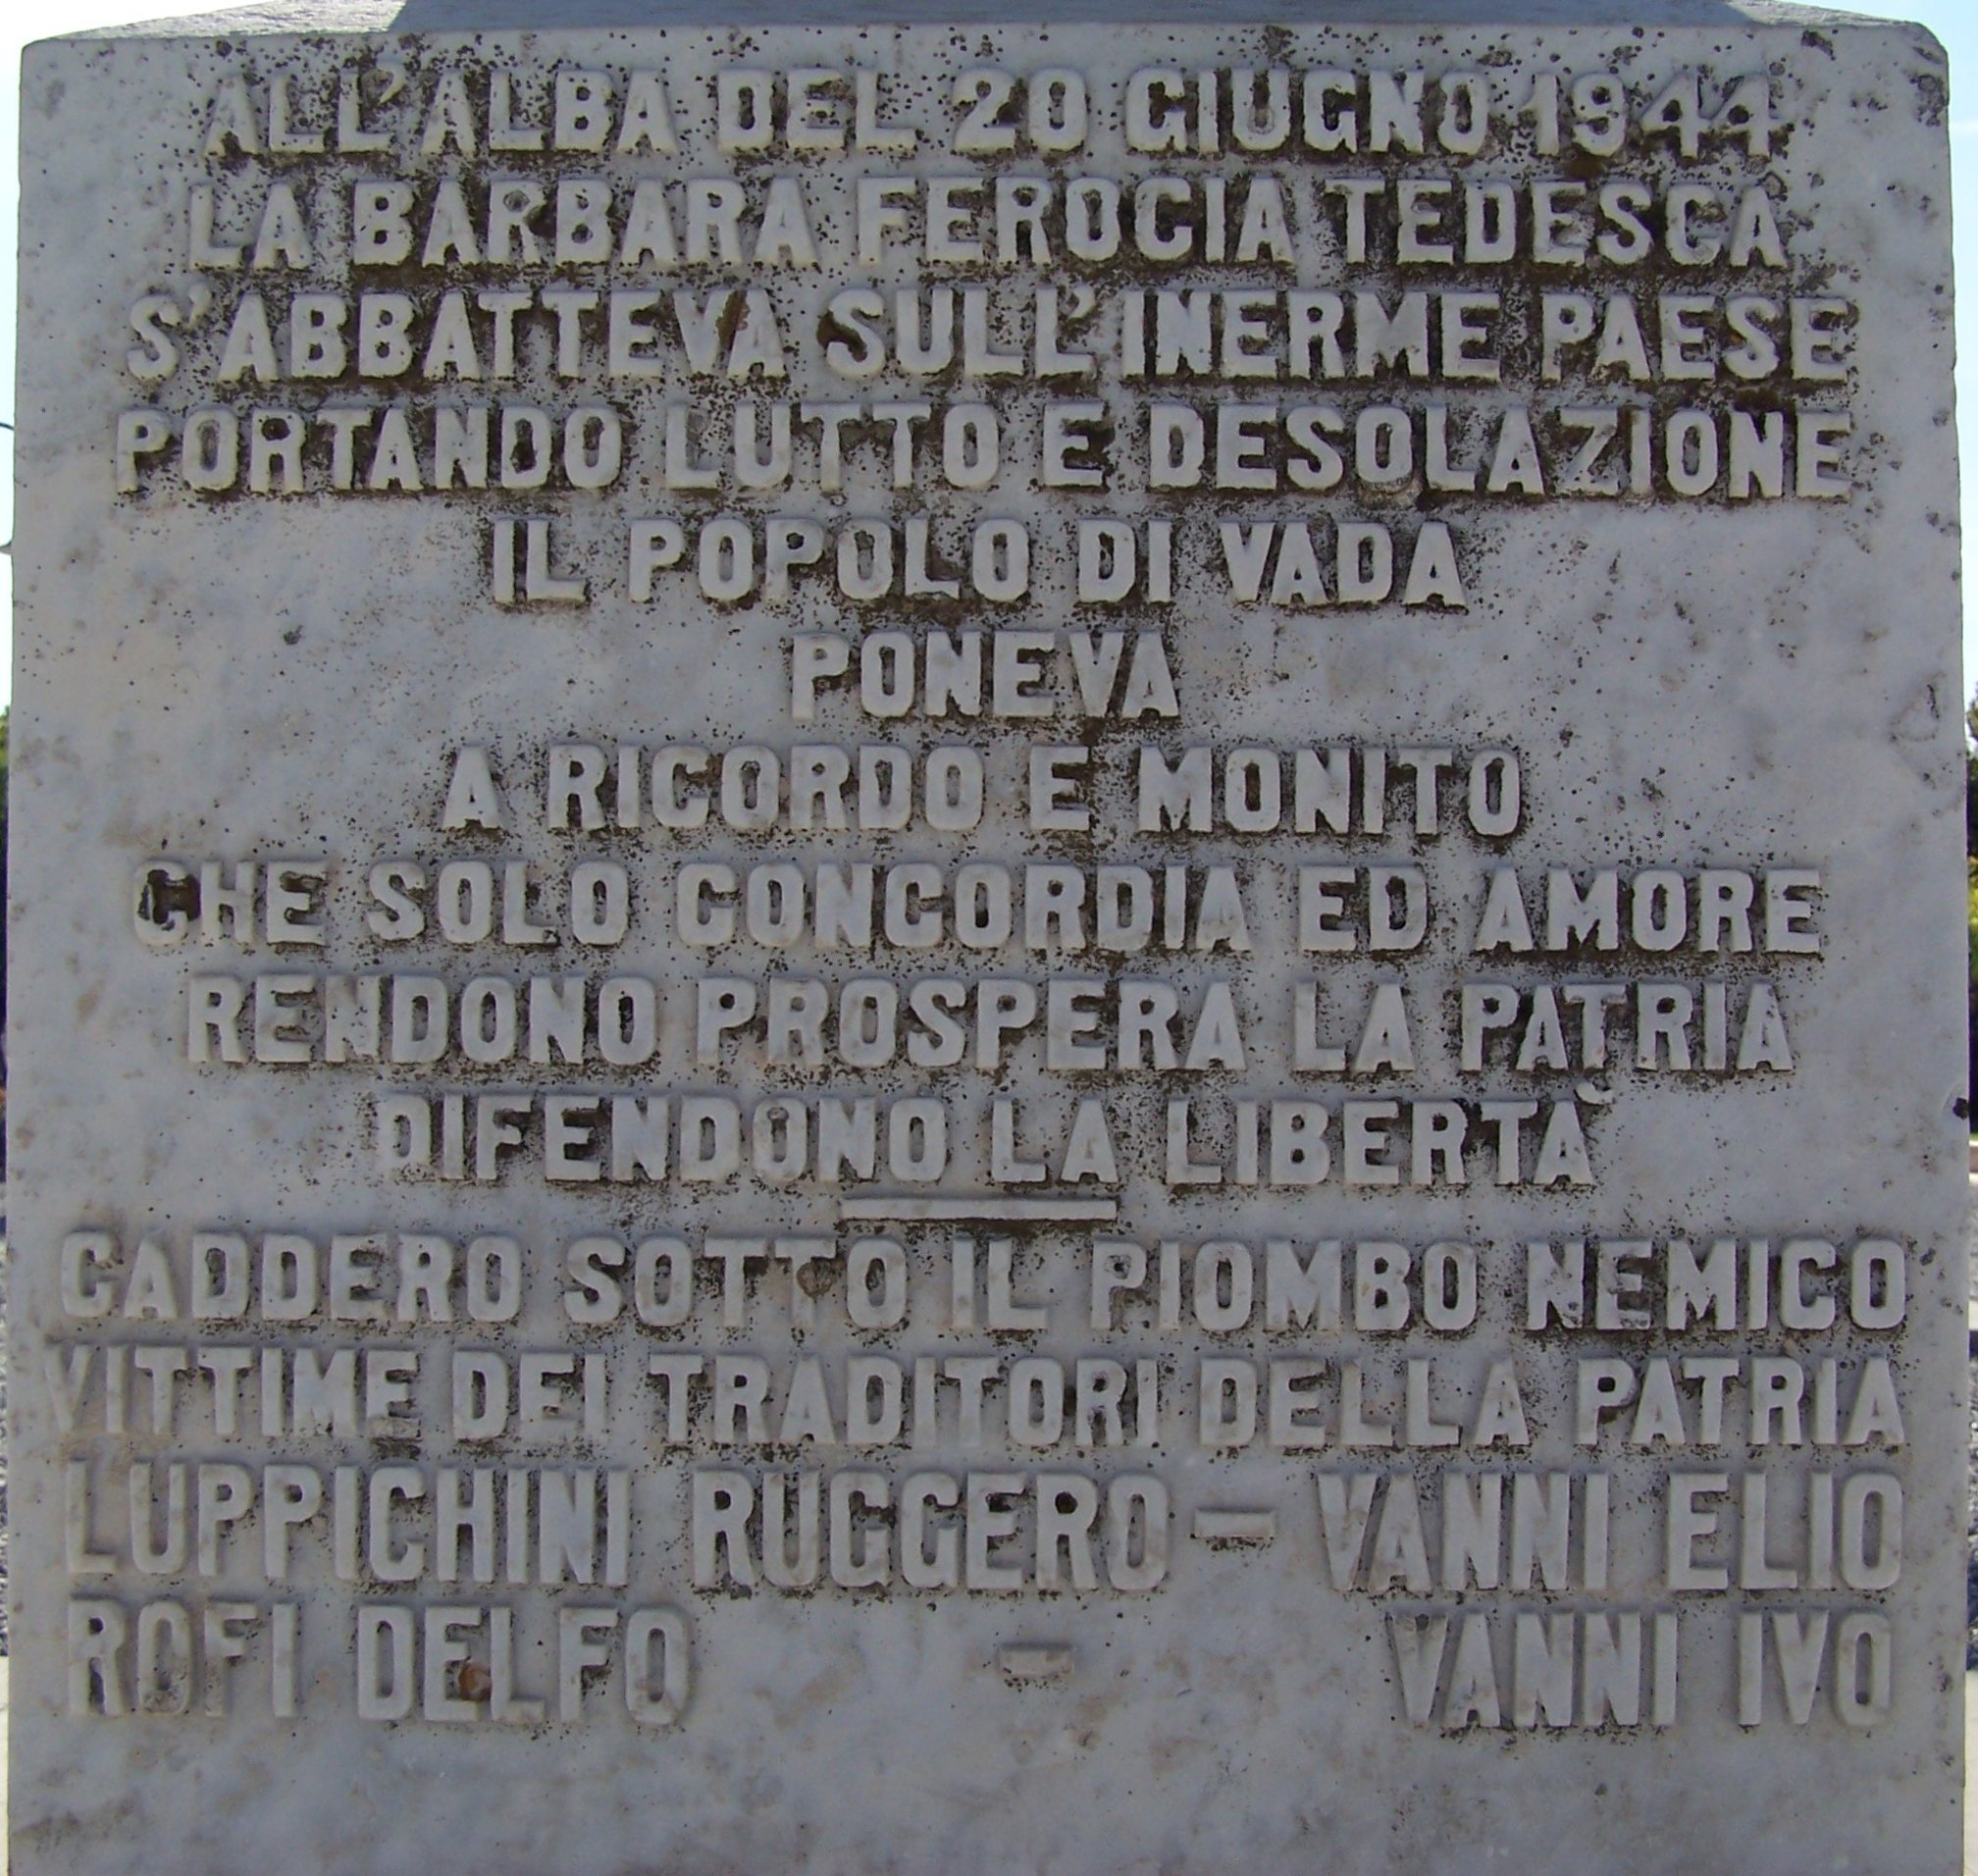 ALL'ALBA DEL 20 GIUGNO 1944
LA BARBARA FEROCIA TEDESCA
S'ABBATTEVA SULL'INERME PAESE
PORTANDO LUTTO E DESOLAZIONE
IL POPOLO DI VADA
PONEVA
A RICORDO E MONITO
CHE SOLO CONCORDIA ED AMORE
RENDONO PROSPERA LA PATRIA
DIFENDONO LA LIBERTÀ
CADDERO SOTTO IL PIOMBO NEMICO
VITTIME DEI TRADITORI DELLA PATRIA
LUPPICHINI RUGGERO - VANNI ELIO
ROFI DELFO - VANNI IVO